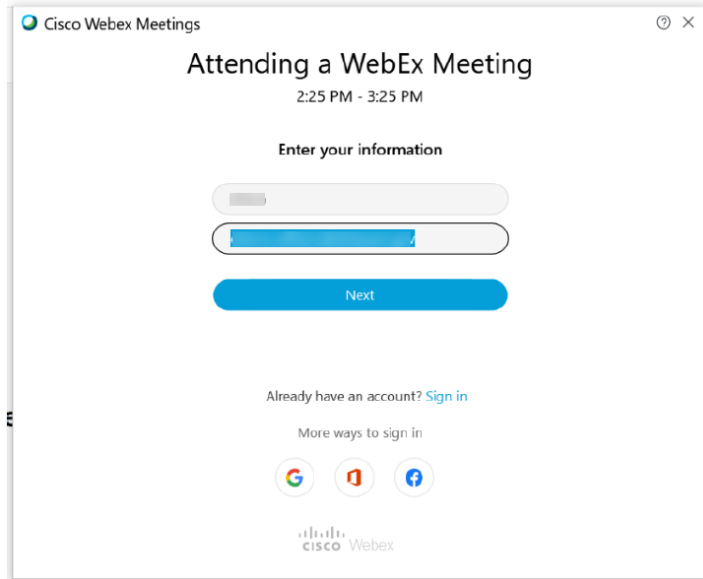 Cisco Webex Meetings
Attending a WebEx Meeting
2:25 PM - 3:25 PM
Enter your information
Next
Already have an account? Sign in
More ways to sign in
cisco Webex